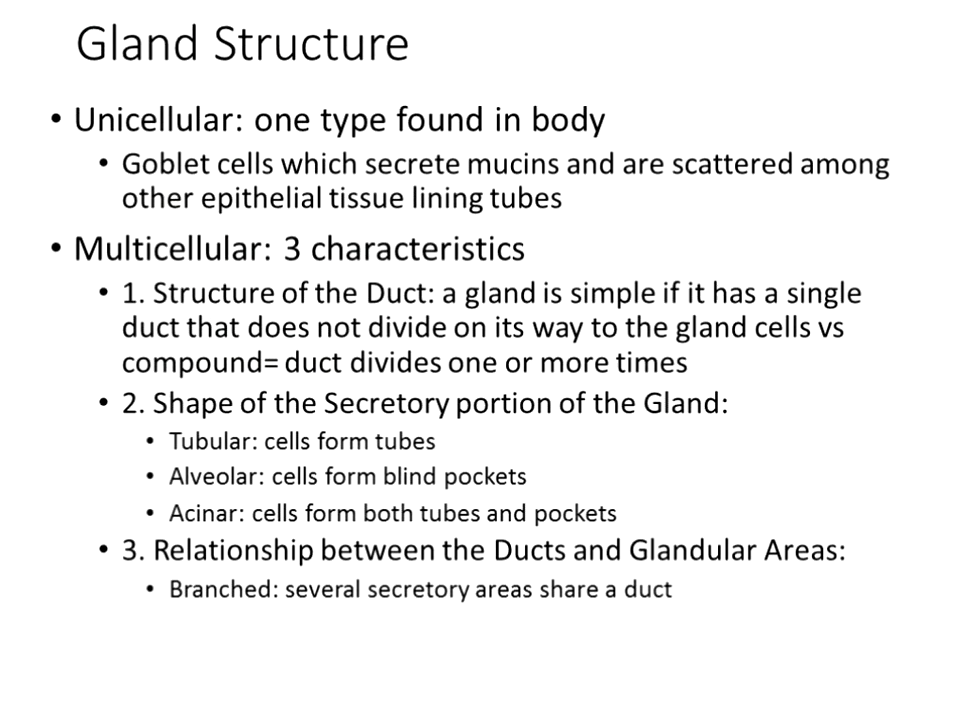 Gland Structure
• Unicellular: one type found in body
• Goblet cells which secrete mucins and are scattered among
other epithelial tissue lining tubes
• Multicellular: 3 characteristics
• 1. Structure of the Duct: a gland is simple if it has a single
duct that does not divide on its way to the gland cells vs
compound= duct divides one or more times
• 2. Shape of the Secretory portion of the Gland:
• Tubular: cells form tubes
• Alveolar: cells form blind pockets
• Acinar: cells form both tubes and pockets
• 3. Relationship between the Ducts and Glandular Areas:
• Branched: several secretory areas share a duct